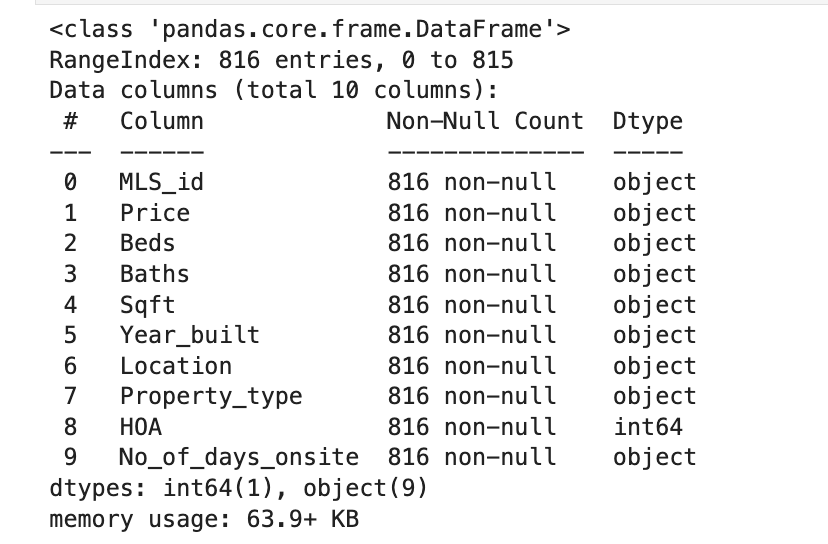 <class 'pandas.core.frame.DataFrame'>
RangeIndex: 816 entries, 0 to 815
Data columns (total 10 columns):
 #   Column             Non-Null Count  Dtype
---  ------             --------------  -----
 0   MLS_id             816 non-null    object
 1   Price              816 non-null    object
 2   Beds               816 non-null    object
 3   Baths              816 non-null    object
 4   Sqft               816 non-null    object
 5   Year_built         816 non-null    object
 6   Location           816 non-null    object
 7   Property_type      816 non-null    object
 8   HOA                816 non-null    int64
 9   No_of_days_onsite  816 non-null    object
dtypes: int64(1), object(9)
memory usage: 63.9+ KB